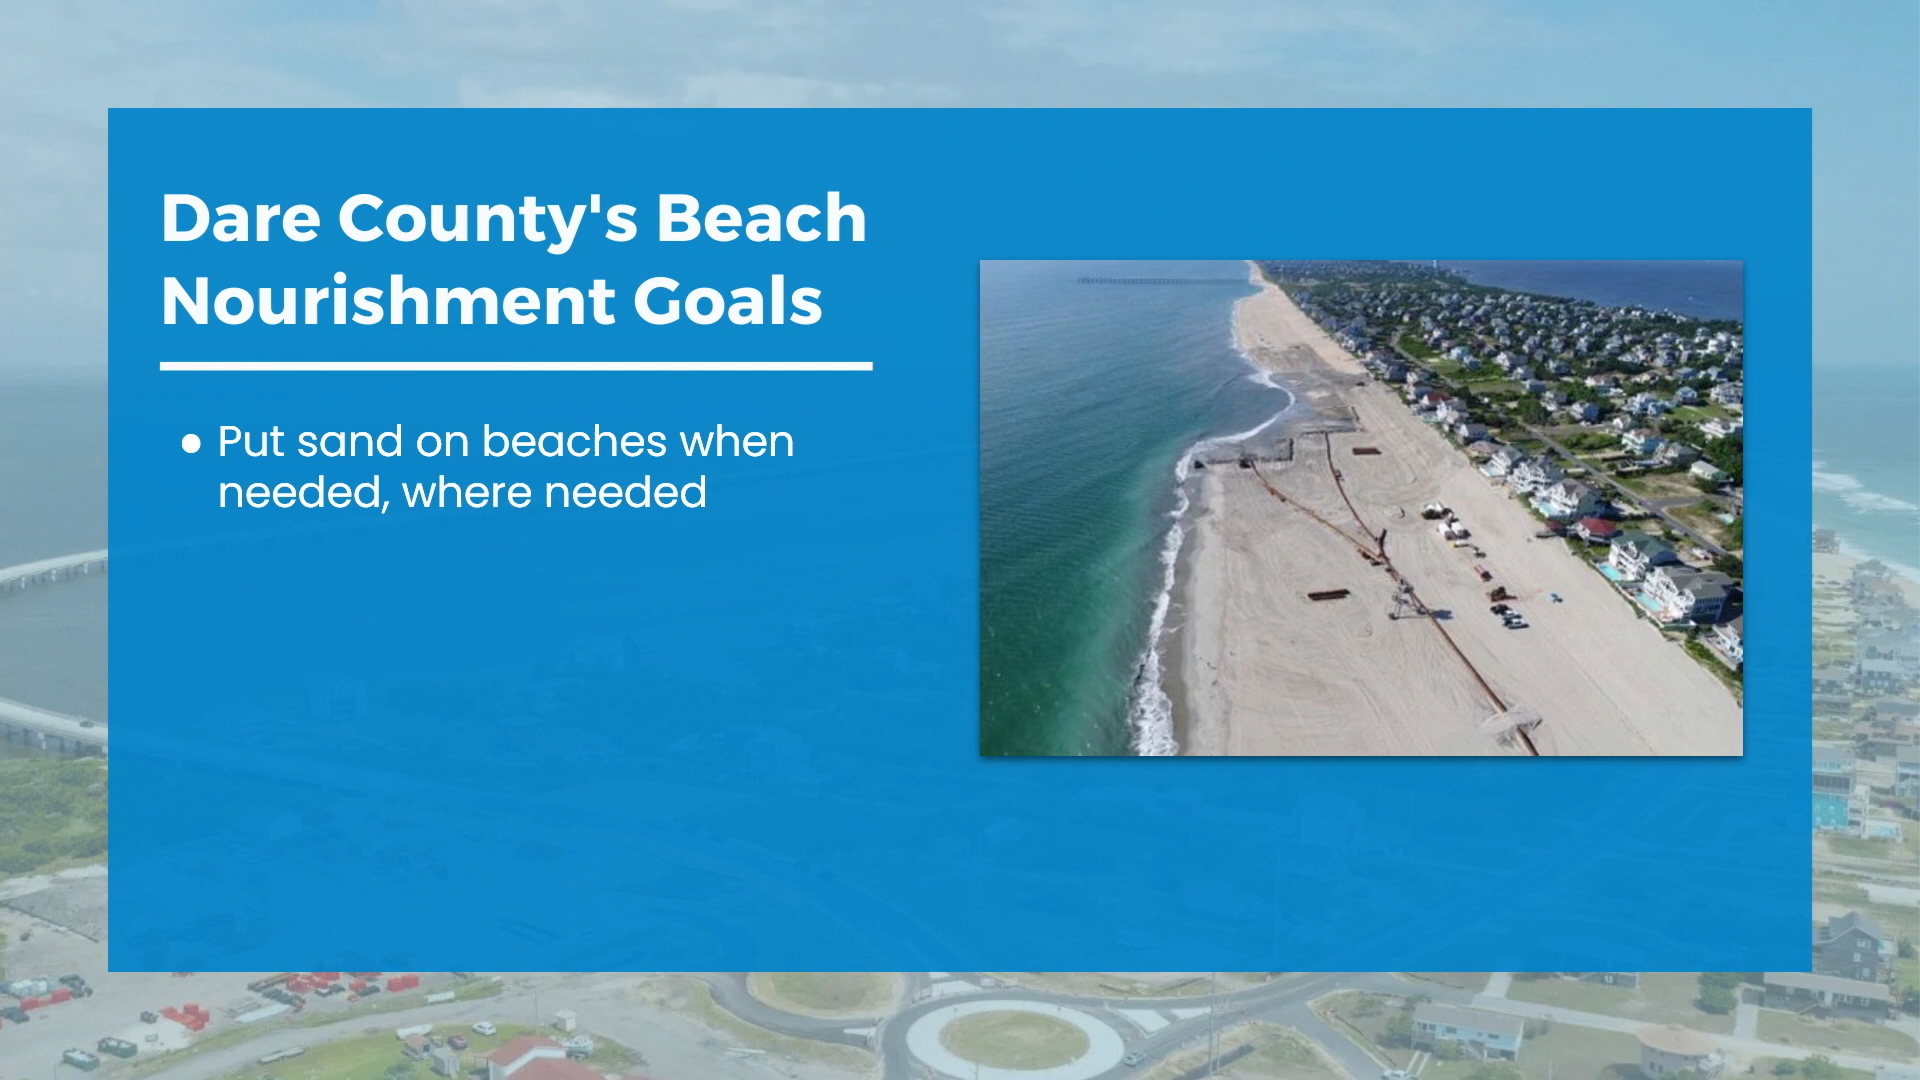 Dare County's Beach
Nourishment Goals
● Put sand on beaches when
needed, where needed